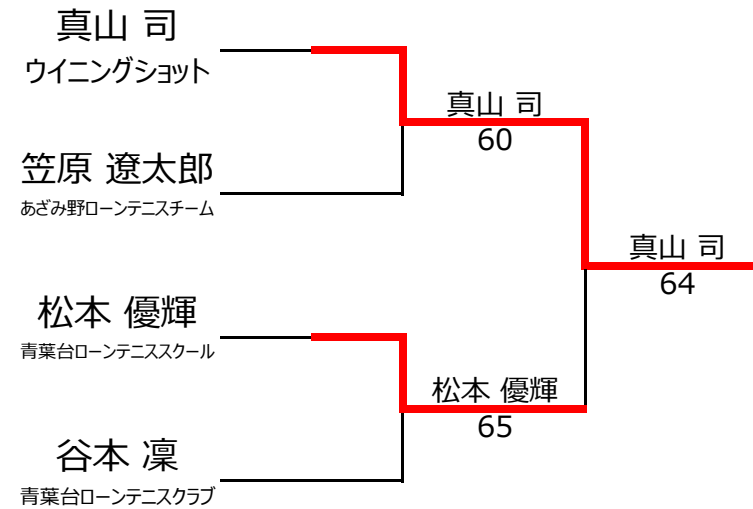 真山 司
ウイニングショット
笠原 遼太郎
あざみ野ローンテニスチーム
松本 優輝
青葉台ローンテニススクール
谷本 凜
青葉台ローンテニスクラブ
真山 司
60
松本 優輝
65
真山 司
64